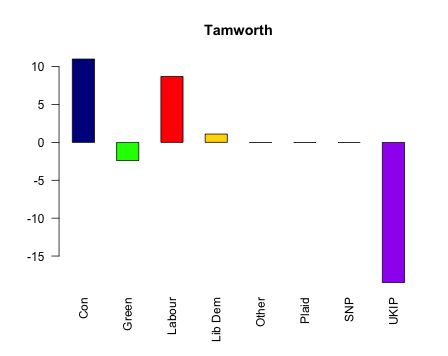 Tamworth
10
5
0
-5
-10
-15
Con
Green
Labour
Lib Dem
Other
Plaid
SNP
UKIP